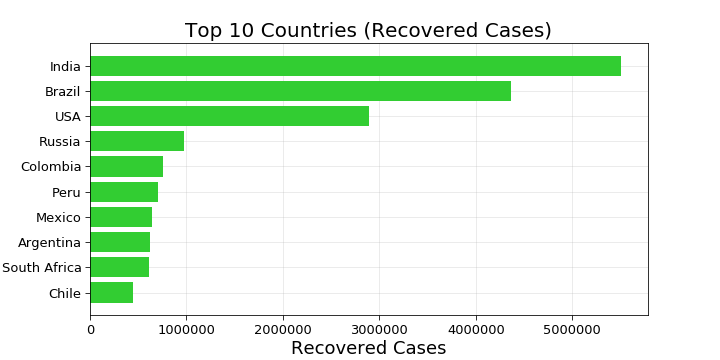 Top 10 Countries (Recovered Cases)
India
Brazil
USA
Russia
Colombia
Peru
Mexico
Argentina
South Africa
Chile
0 1000000 2000000 3000000 4000000 5000000
Recovered Cases